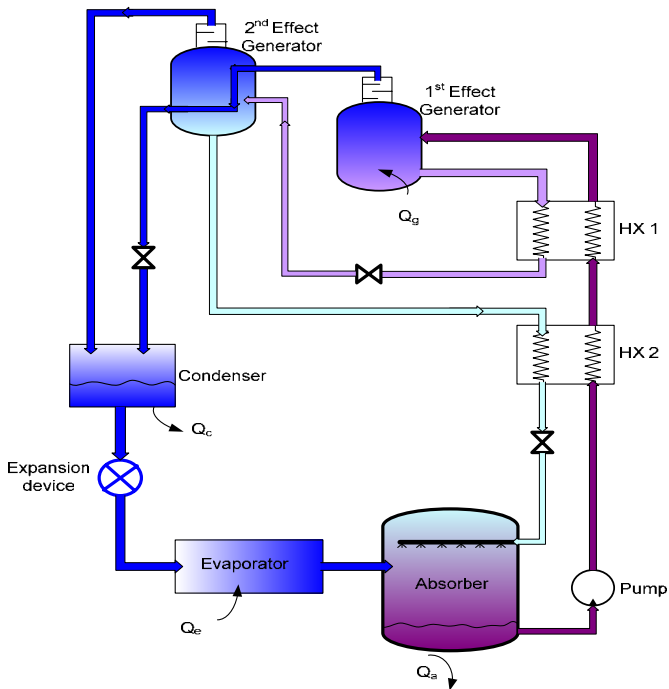 2nd Effect
Generator
1st Effect
Generator
Qg
HX 1
HX 2
Condenser
Qc
Expansion
device
Evaporator
Qe
Absorber
Pump
Qa